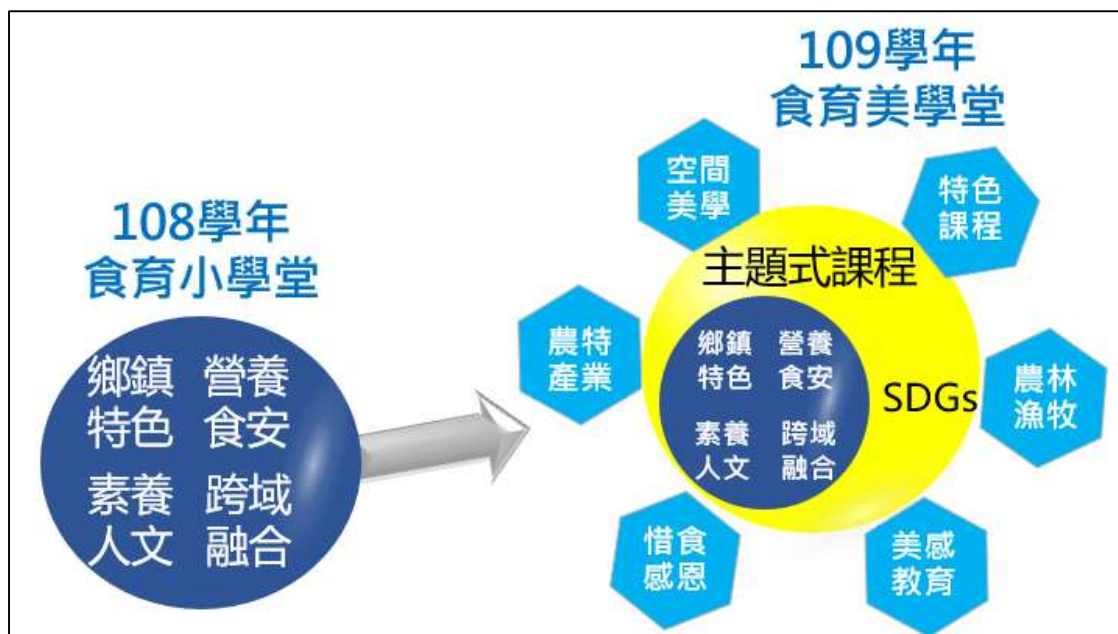 108學年
食育小學堂
鄉鎮 營養
特色 食安
素養 跨域
人文 融合
109學年
食育美學堂
空間
美學
特色
課程
主題式課程
農特
產業
鄉鎮 營養
特色 食安
素養 跨域
人文 融合
SDGs
農林
漁牧
惜食
感恩
美感
教育